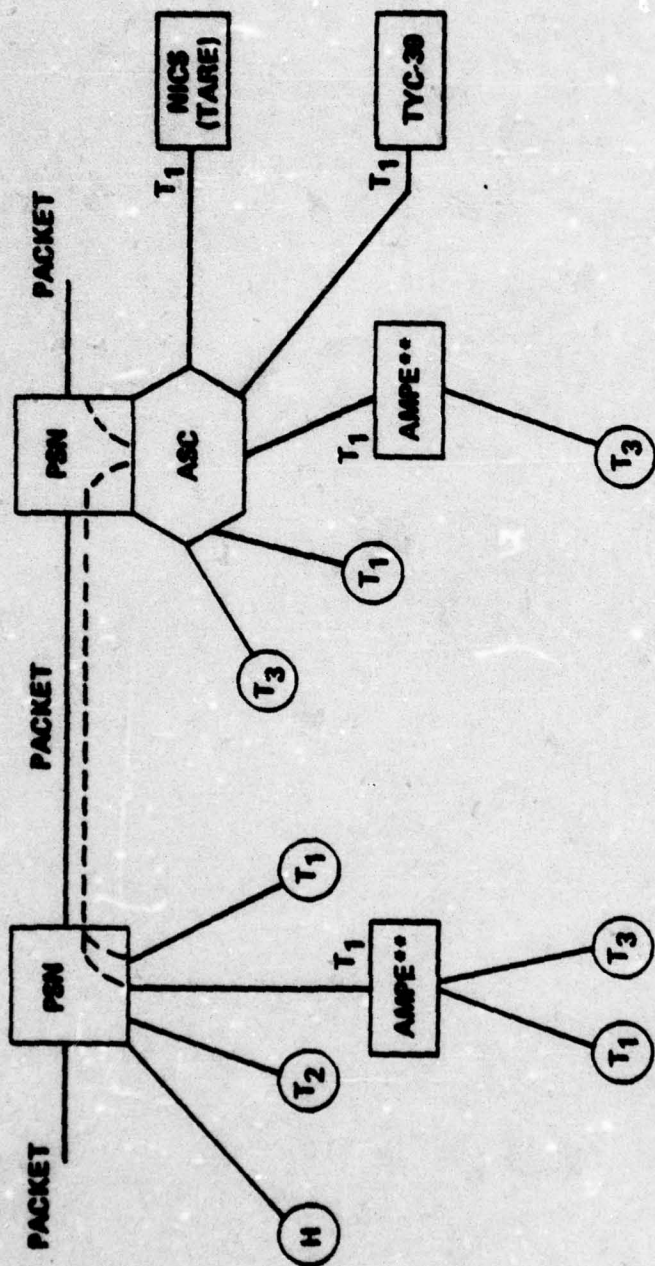 PACKET
PACKET
PACKET
PSN
PSN
T1
NICS
(TARE)
ASC
T3
H
T2
T1
T1
T1
T1
T1
AMPE**
AMPE**
TYC-39
T1
T3
T3